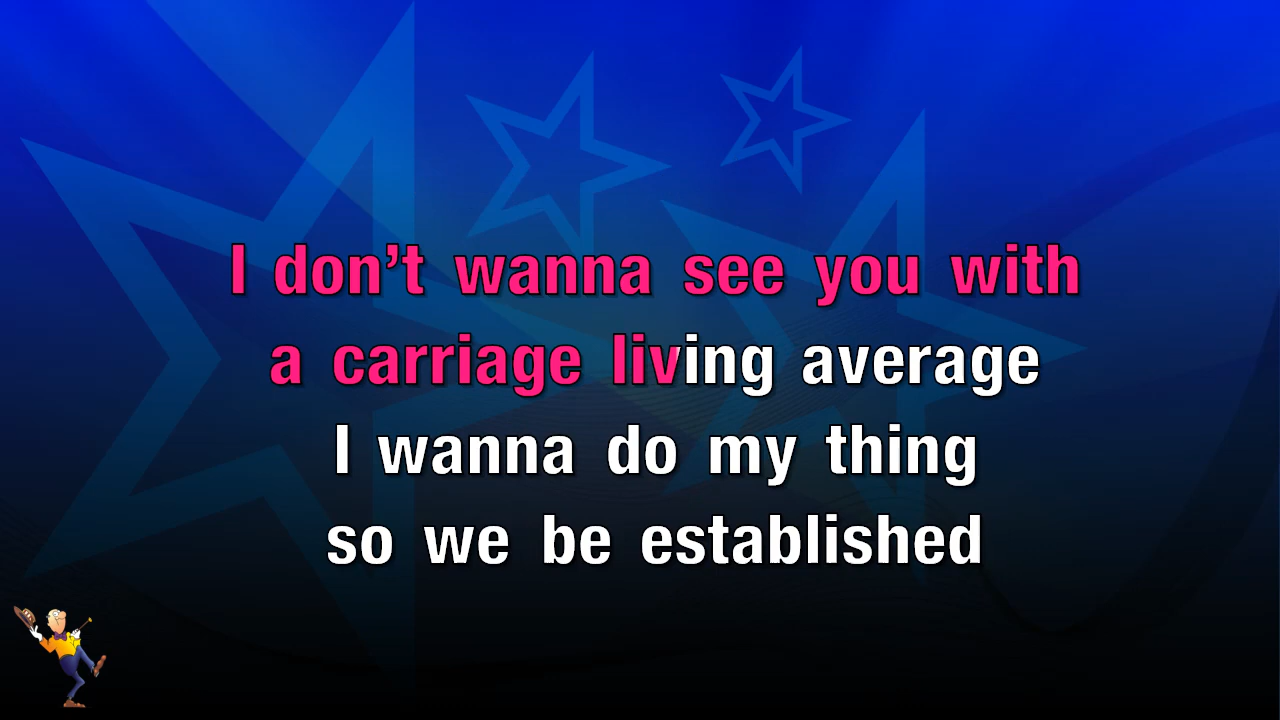 I don’t wanna see you with
a carriage living average
I wanna do my thing
so we be established